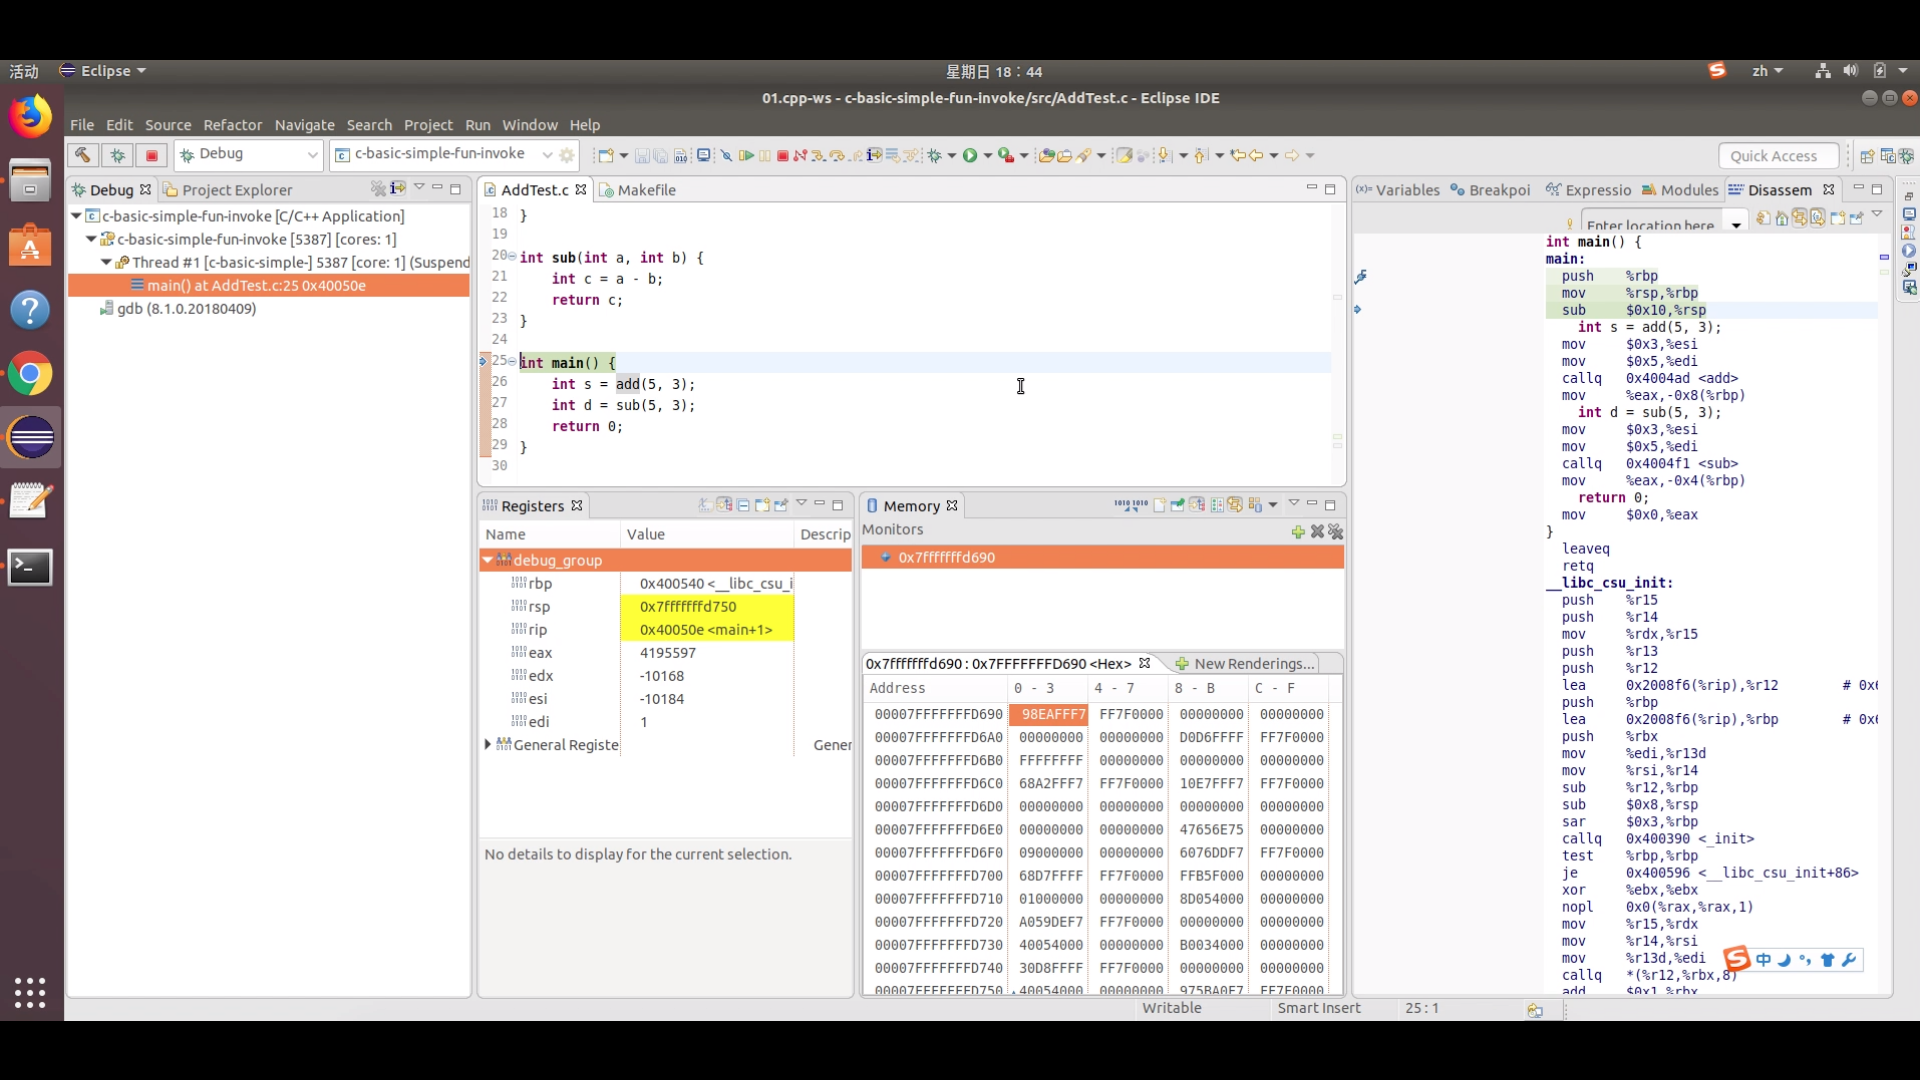 活动 Eclipse 星期日 18：44 zh
01.cpp-ws - c-basic-simple-fun-invoke/src/AddTest.c - Eclipse IDE
File Edit Source Refactor Navigate Search Project Run Window Help
Debug c-basic-simple-fun-invoke Quick Access
Debug Project Explorer
c-basic-simple-fun-invoke [C/C++ Application]
c-basic-simple-fun-invoke [5387] [cores: 1]
Thread #1 [c-basic-simple-] 5387 [core: 1] (Suspend
main() at AddTest.c:25 0x40050e
gdb (8.1.0.20180409)
AddTest.c Makefile
18 }
19
20 int sub(int a, int b) {
21 int c = a - b;
22 return c;
23 }
24
25 int main() {
26 int s = add(5, 3);
27 int d = sub(5, 3);
28 return 0;
29 }
30
Registers
Name Value Descrip
debug_group
rbp 0x400540 <__libc_csu_i
rsp 0x7fffffffd750
rip 0x40050e <main+1>
eax 4195597
edx -10168
esi -10184
edi 1
General Registe Gener
No details to display for the current selection.
Memory
Monitors
0x7fffffffd690
0x7fffffffd690 : 0x7FFFFFFFD690 <Hex> New Renderings...
Address 0 - 3 4 - 7 8 - B C - F
00007FFFFFFFD690 98EAFFF7 FF7F0000 00000000 00000000
00007FFFFFFFD6A0 00000000 00000000 D0D6FFFF FF7F0000
00007FFFFFFFD6B0 FFFFFFFF 00000000 00000000 00000000
00007FFFFFFFD6C0 68A2FFF7 FF7F0000 10E7FFF7 FF7F0000
00007FFFFFFFD6D0 00000000 00000000 00000000 00000000
00007FFFFFFFD6E0 00000000 00000000 47656E75 00000000
00007FFFFFFFD6F0 09000000 00000000 6076DDF7 FF7F0000
00007FFFFFFFD700 68D7FFFF FF7F0000 FFB5F000 00000000
00007FFFFFFFD710 01000000 00000000 8D054000 00000000
00007FFFFFFFD720 A059DEF7 FF7F0000 00000000 00000000
00007FFFFFFFD730 40054000 00000000 B0034000 00000000
00007FFFFFFFD740 30D8FFFF FF7F0000 00000000 00000000
00007FFFFFFFD750 40054000 00000000 975BA0F7 FF7F0000
Variables Breakpoi Expressio Modules Disassem
Enter location here
int main() {
main:
push %rbp
mov %rsp,%rbp
sub $0x10,%rsp
int s = add(5, 3);
mov $0x3,%esi
mov $0x5,%edi
callq 0x4004ad <add>
mov %eax,-0x8(%rbp)
int d = sub(5, 3);
mov $0x3,%esi
mov $0x5,%edi
callq 0x4004f1 <sub>
mov %eax,-0x4(%rbp)
return 0;
mov $0x0,%eax
}
leaveq
retq
__libc_csu_init:
push %r15
push %r14
mov %rdx,%r15
push %r13
push %r12
lea 0x2008f6(%rip),%r12 # 0x6
push %rbp
lea 0x2008f6(%rip),%rbp # 0x6
push %rbx
mov %edi,%r13d
mov %rsi,%r14
sub %r12,%rbp
sub $0x8,%rsp
sar $0x3,%rbp
callq 0x400390 <_init>
test %rbp,%rbp
je 0x400596 <__libc_csu_init+86>
xor %ebx,%ebx
nopl 0x0(%rax,%rax,1)
mov %r15,%rdx
mov %r14,%rsi
mov %r13d,%edi
callq *(%r12,%rbx,8)
add $0x1,%rbx
中
Writable Smart Insert 25 : 1